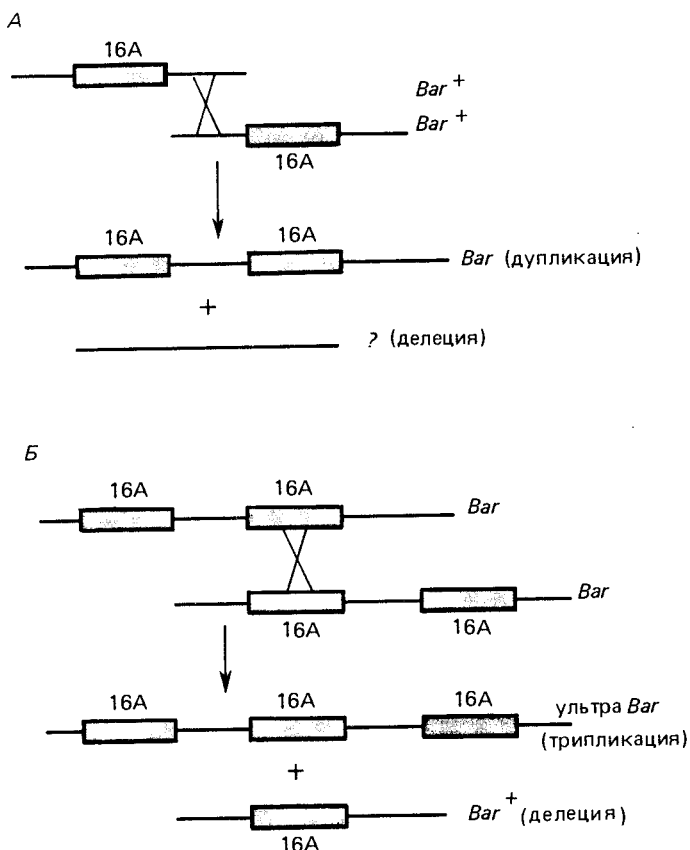 А
16А
Bar +
Bar +
16А
16А 16А
Bar (дупликация)
+
? (делеция)
Б
16А 16А
Bar
Bar
16А 16А
16А 16А 16А
ультра Bar
(трипликация)
+
Bar + (делеция)
16А